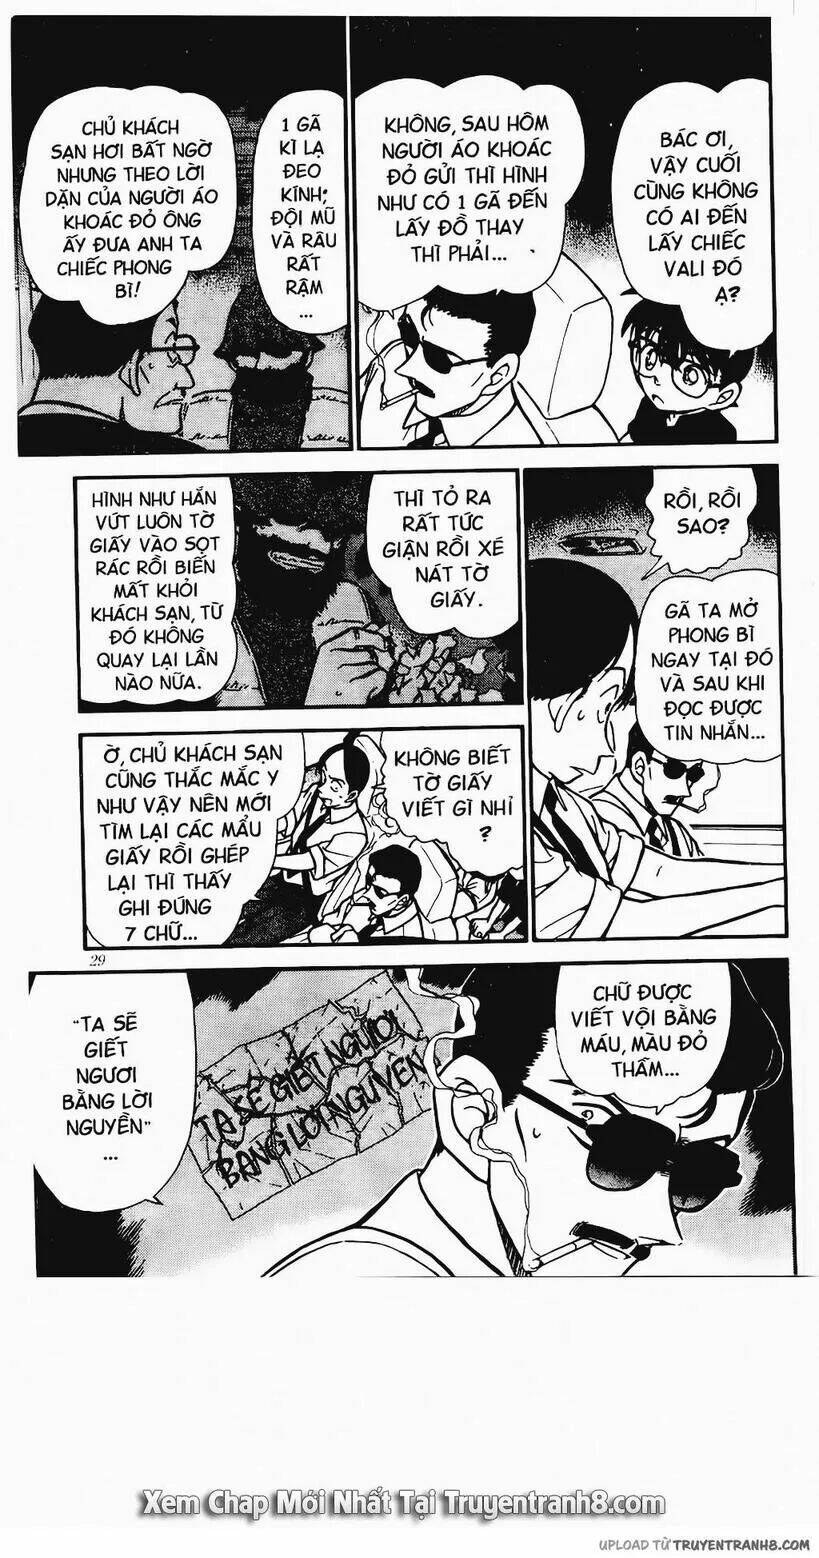 BÁC ƠI,
VẬY CUỐI
CÙNG KHÔNG
CÓ AI ĐẾN
LẤY CHIẾC
VALI ĐÓ
Ạ?
KHÔNG, SAU HÔM
NGƯỜI ÁO KHOÁC
ĐỎ GỬI THÌ HÌNH
NHƯ CÓ 1 GÃ ĐẾN
LẤY ĐỒ THAY
THÌ PHẢI...
1 GÃ
KÌ LẠ
ĐEO
KÍNH,
ĐỘI MŨ
VÀ RÂU
RẤT
RẬM
...
CHỦ KHÁCH
SẠN HƠI BẤT NGỜ
NHƯNG THEO LỜI
DẶN CỦA NGƯỜI ÁO
KHOÁC ĐỎ ÔNG
ẤY ĐƯA ANH TA
CHIẾC PHONG
BÌ!
RỒI, RỒI
SAO?
GÃ TA MỞ
PHONG BÌ
NGAY TẠI ĐÓ
VÀ SAU KHI
ĐỌC ĐƯỢC
TIN NHẮN...
THÌ TỎ RA
RẤT TỨC
GIẬN RỒI XÉ
NÁT TỜ
GIẤY.
HÌNH NHƯ HẮN
VỨT LUÔN TỜ
GIẤY VÀO SỌT
RÁC RỒI BIẾN
MẤT KHỎI
KHÁCH SẠN, TỪ
ĐÓ KHÔNG
QUAY LẠI LẦN
NÀO NỮA.
KHÔNG BIẾT
TỜ GIẤY
VIẾT GÌ NHỈ
?
Ờ, CHỦ KHÁCH SẠN
CŨNG THẮC MẮC Y
NHƯ VẬY NÊN MỚI
TÌM LẠI CÁC MẨU
GIẤY RỒI GHÉP
LẠI THÌ THẤY
GHI ĐÚNG
7 CHỮ...
29
CHỮ ĐƯỢC
VIẾT VỘI BẰNG
MÁU, MÀU ĐỎ
THẪM...
TA SẼ GIẾT NGƯƠI
BẰNG LỜI NGUYỀN
"TA SẼ
GIẾT
NGƯƠI
BẰNG LỜI
NGUYỀN"
...
Xem Chap Mới Nhất Tại Truyentranh8.com
UPLOAD TỪ TRUYENTRANH8.COM